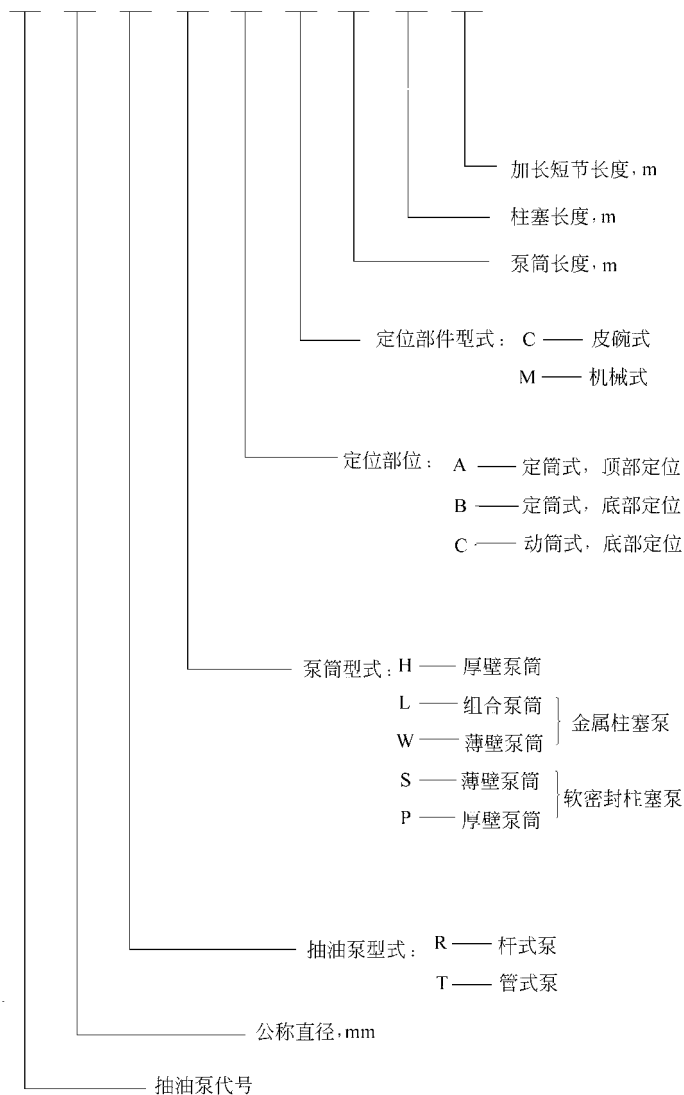 加长短节长度，m
柱塞长度，m
泵筒长度，m
定位部件型式：C —— 皮碗式
M —— 机械式
定位部位：A —— 定筒式，顶部定位
B —— 定筒式，底部定位
C —— 动筒式，底部定位
泵筒型式：H —— 厚壁泵筒
L —— 组合泵筒
金属柱塞泵
W —— 薄壁泵筒
S —— 薄壁泵筒
软密封柱塞泵
P —— 厚壁泵筒
抽油泵型式：R —— 杆式泵
T —— 管式泵
公称直径，mm
抽油泵代号